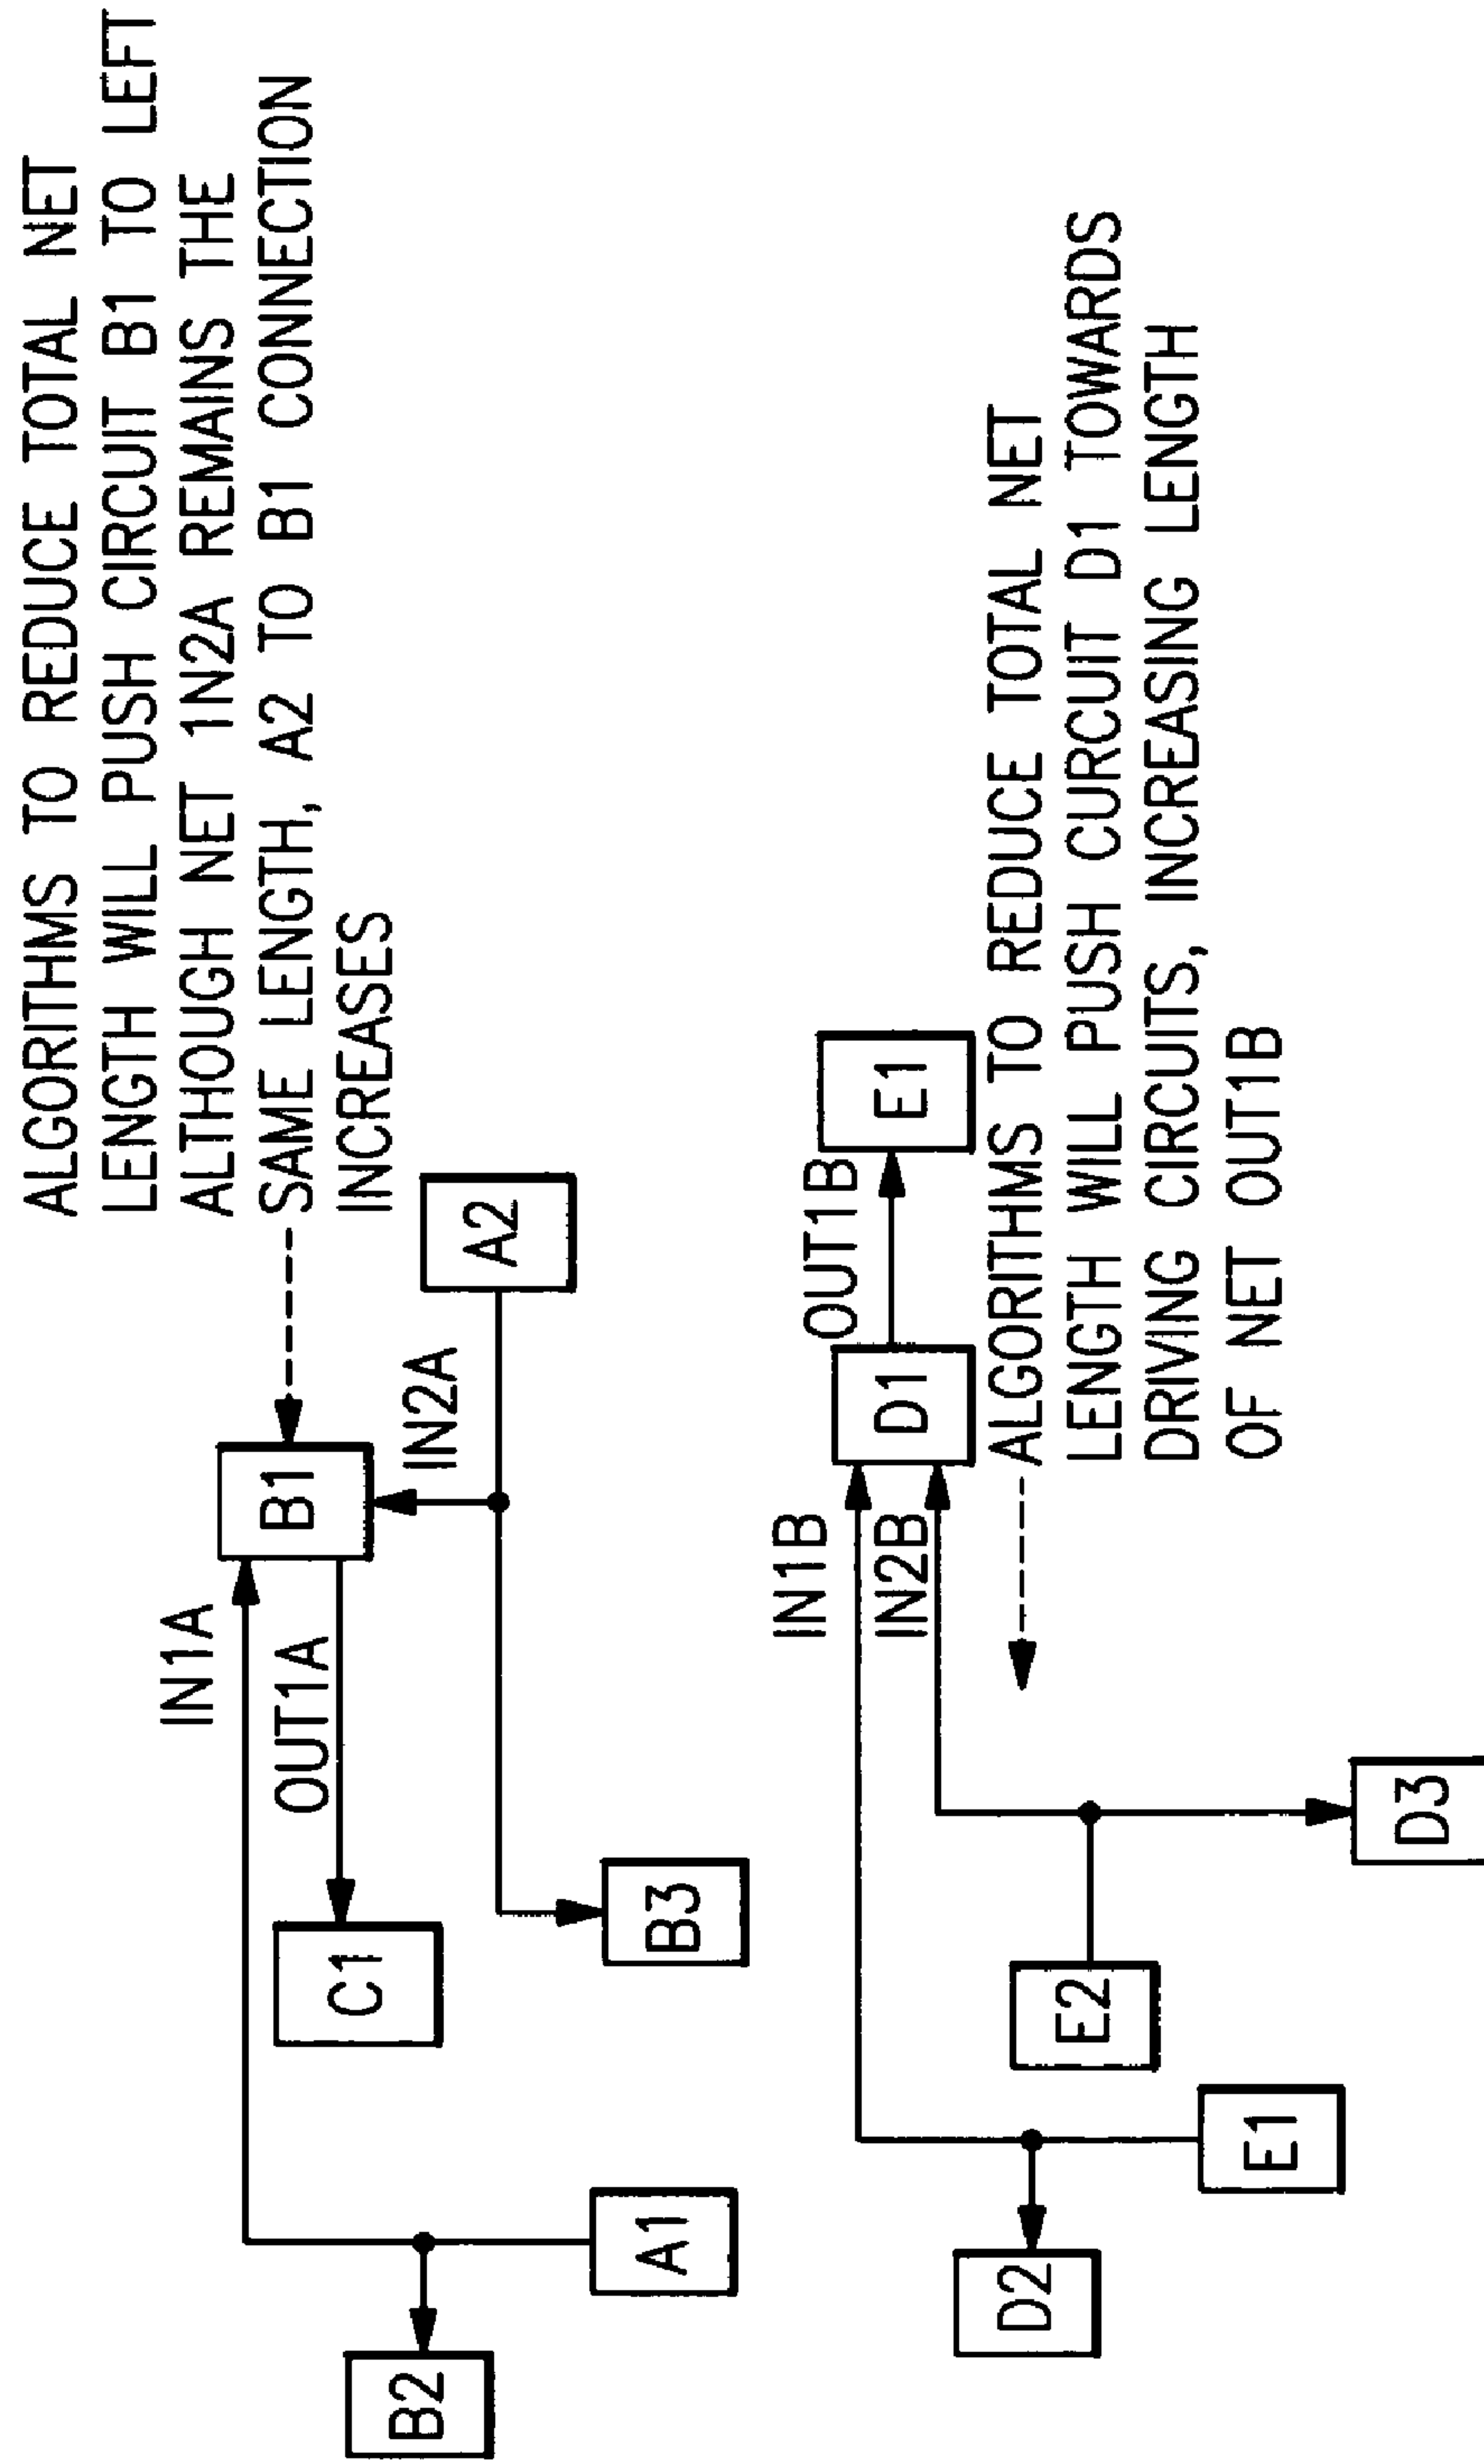 ALGORITHMS TO REDUCE TOTAL NET
LENGTH WILL PUSH CIRCUIT B1 TO LEFT
ALTHOUGH NET 1N2A REMAINS THE
SAME LENGTH, A2 TO B1 CONNECTION
INCREASES
IN1A
B1
OUT1A
C1
IN2A
A2
B2
B3
A1
IN1B
OUT1B
D1
E1
IN2B
ALGORITHMS TO REDUCE TOTAL NET
LENGTH WILL PUSH CURCUIT D1 TOWARDS
DRIVING CIRCUITS, INCREASING LENGTH
OF NET OUT1B
D2
E2
E1
D3